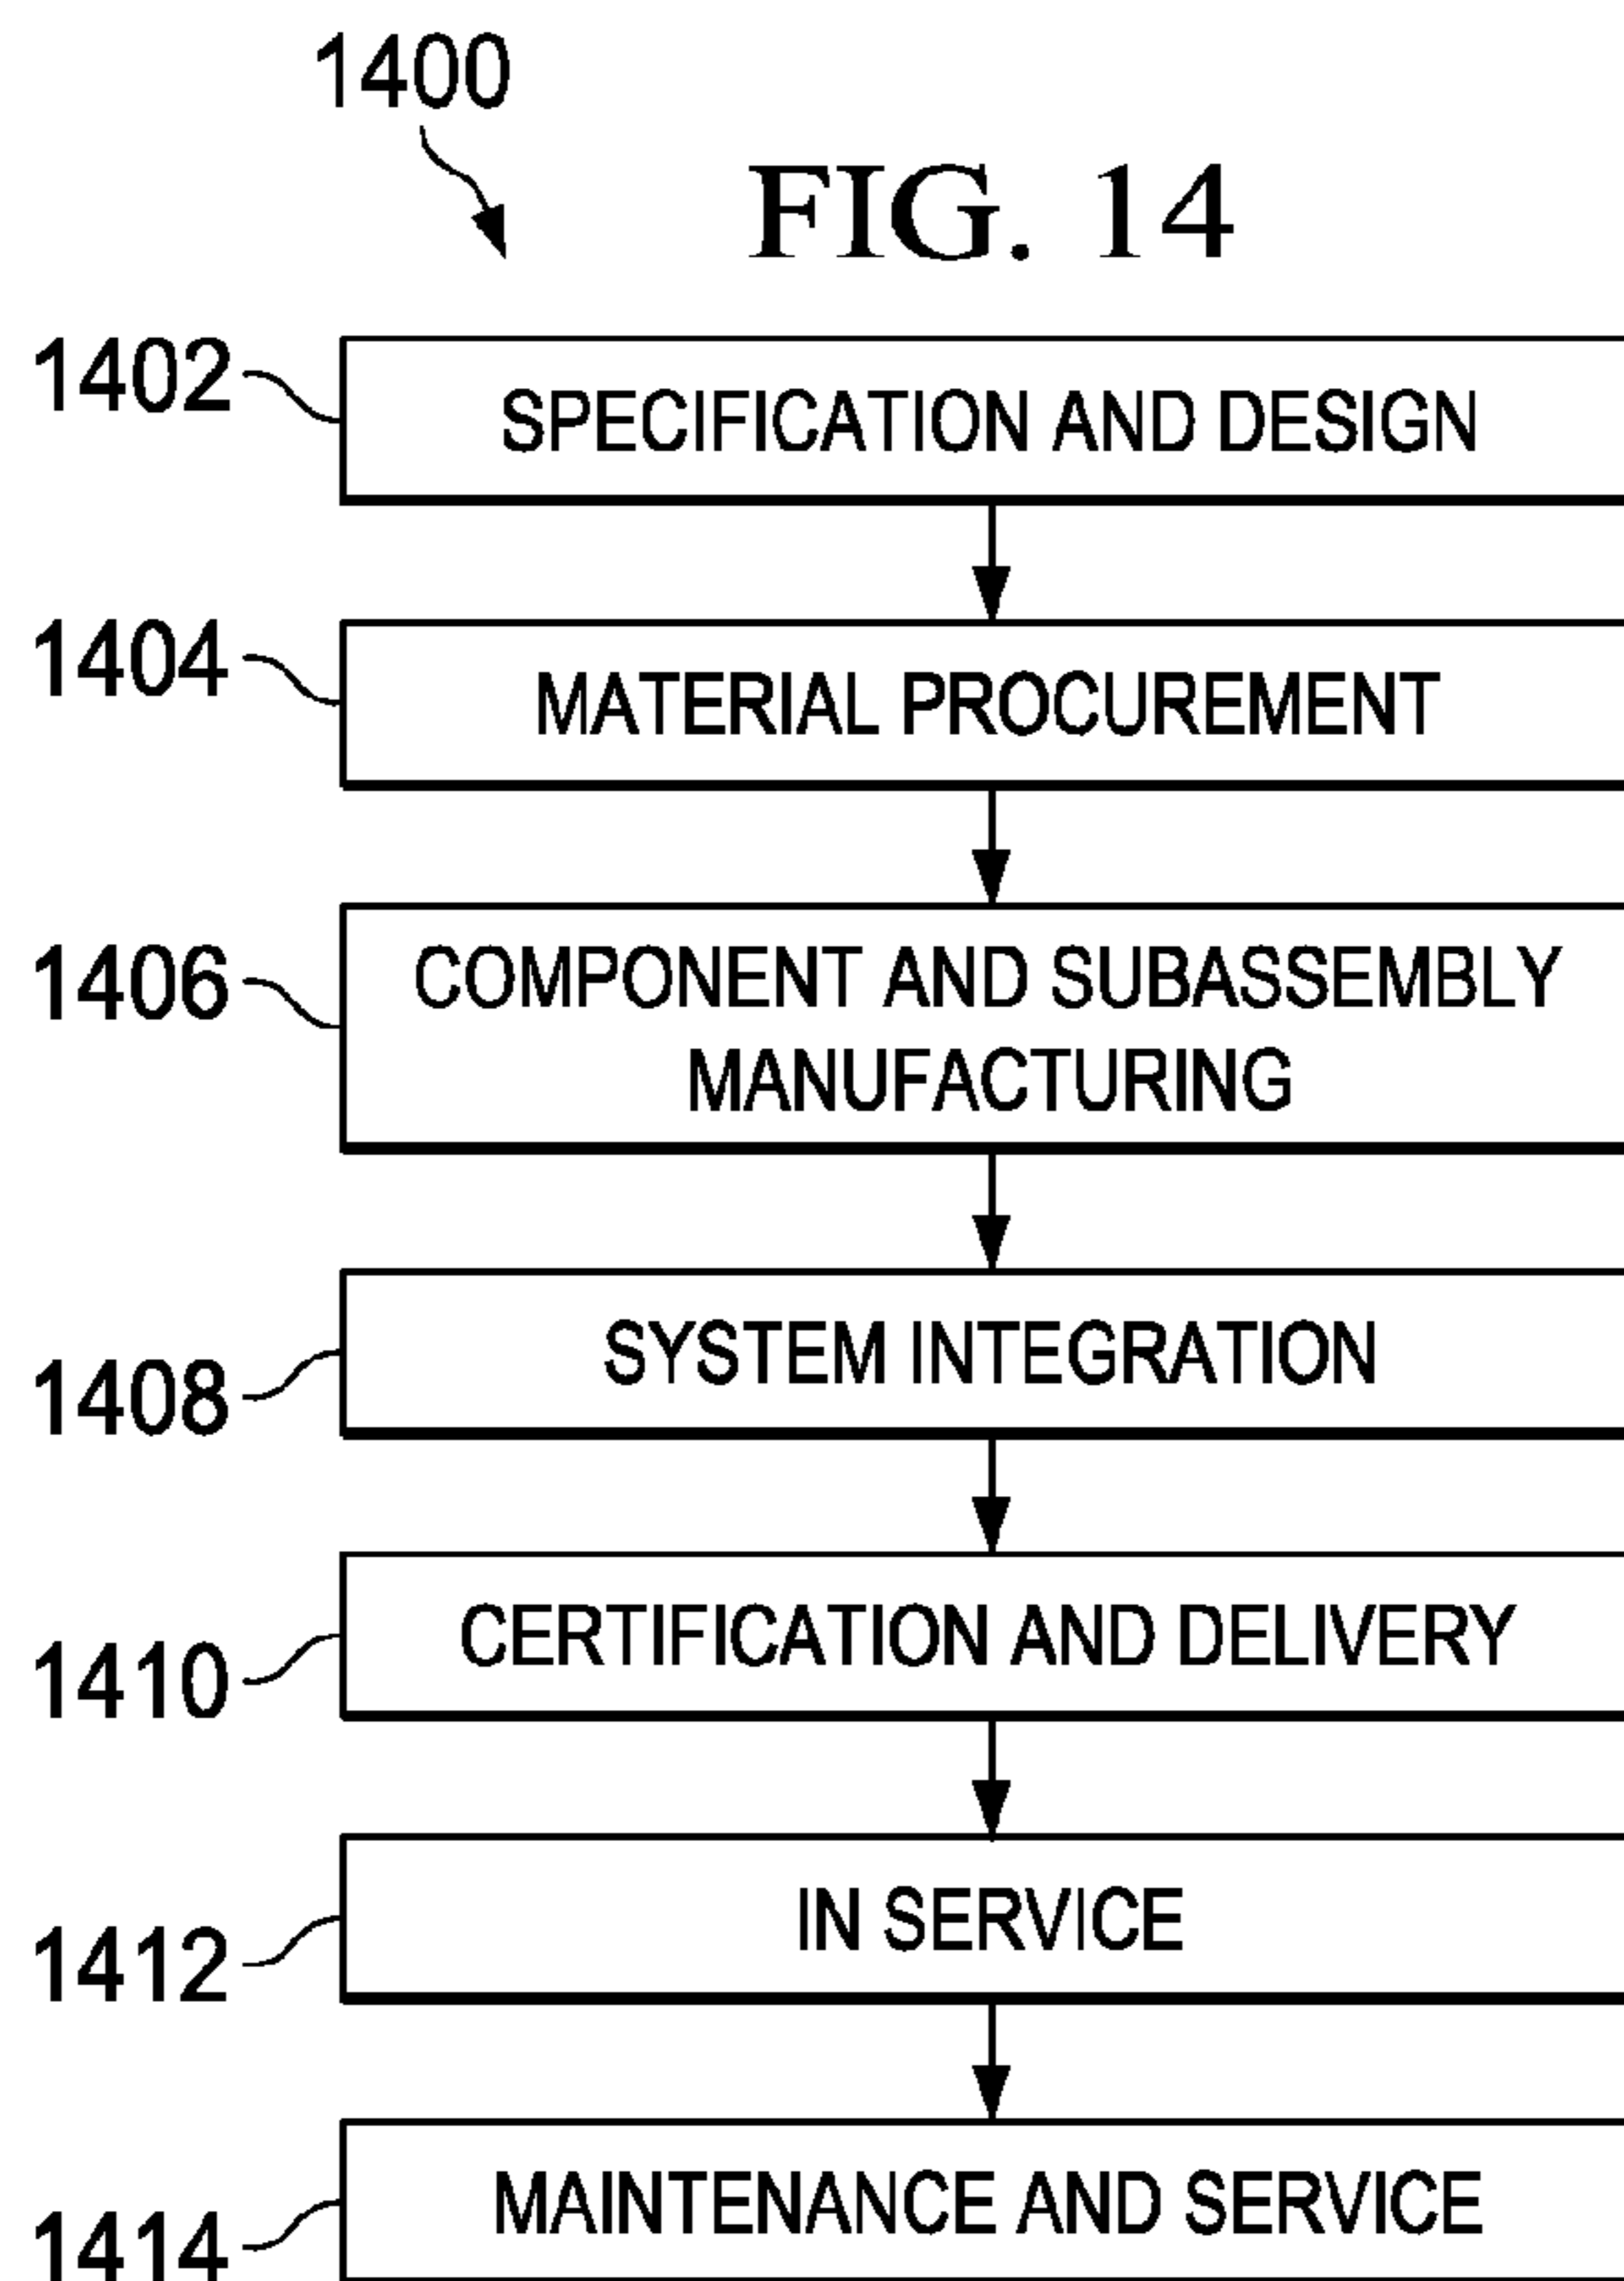 1400
FIG. 14
1402
SPECIFICATION AND DESIGN
1404
MATERIAL PROCUREMENT
1406
COMPONENT AND SUBASSEMBLY
MANUFACTURING
1408
SYSTEM INTEGRATION
1410
CERTIFICATION AND DELIVERY
1412
IN SERVICE
1414
MAINTENANCE AND SERVICE